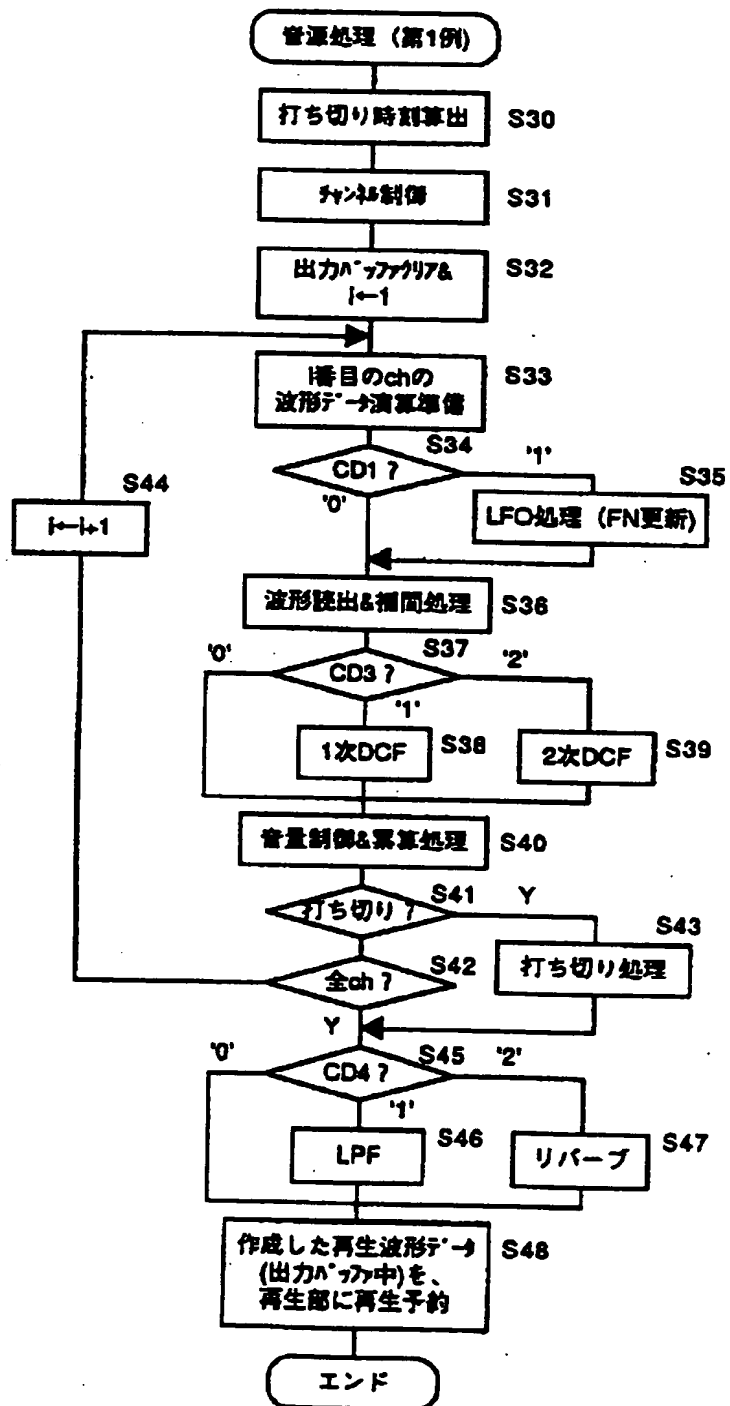 音源処理 (第1例)
打ち切り時刻算出
S30
チャンネル制御
S31
出力バッファクリア&
i←1
S32
i番目のchの
波形データ演算準備
S33
S34
CD1 ?
'1'
'0'
S35
LFO処理 (FN更新)
S44
i←i+1
波形読出&補間処理
S36
S37
'0'
CD3 ?
'2'
'1'
1次DCF
S38
2次DCF
S39
音量制御&累算処理
S40
S41
打ち切り ?
Y
S43
打ち切り処理
S42
全ch ?
Y
S45
'0'
CD4 ?
'2'
'1'
LPF
S46
リバーブ
S47
作成した再生波形データ
(出力バッファ中)を、
再生部に再生予約
S48
エンド